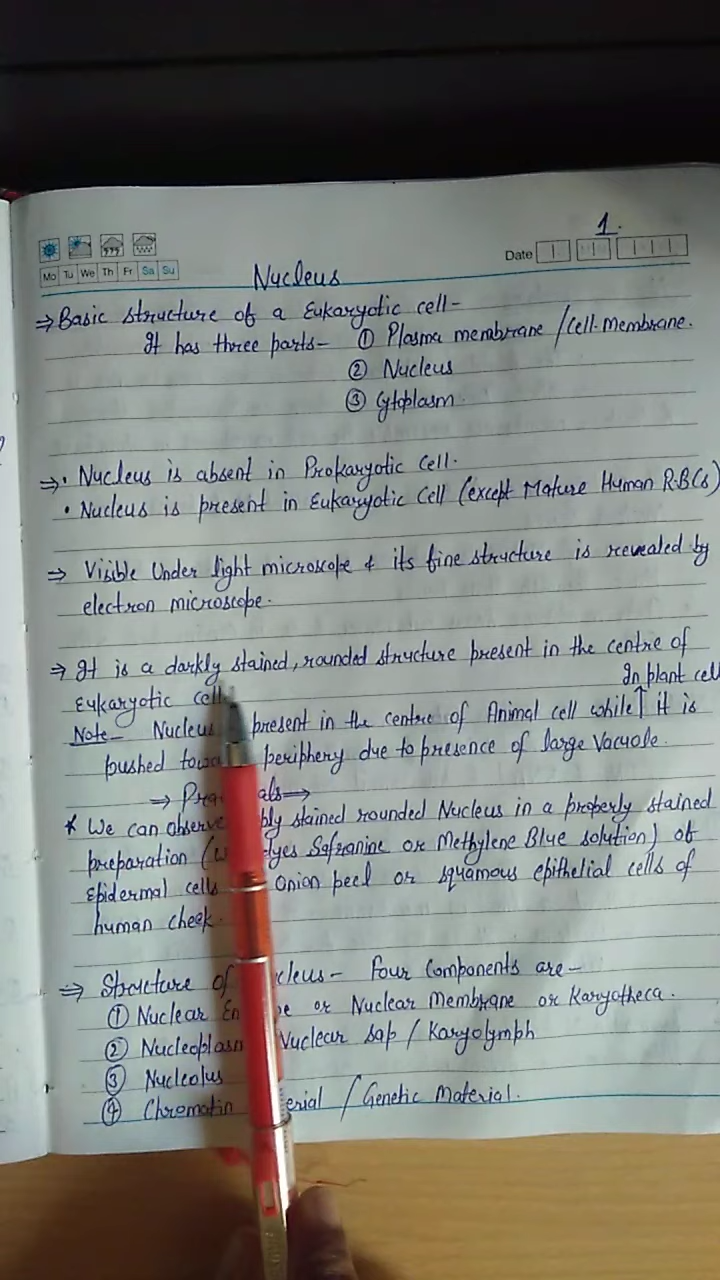 1.
Date
Mo Tu We Th Fr Sa Su
Nucleus
⇒ Basic structure of a Eukaryotic cell-
It has three parts- ① Plasma membrane / Cell-Membrane.
② Nucleus
③ Cytoplasm.
⇒ • Nucleus is absent in Prokaryotic Cell.
• Nucleus is present in Eukaryotic Cell (except Mature Human R.B.Cs)
⇒ Visible Under light microscope & its fine structure is revealed by
electron microscope.
⇒ It is a darkly stained, rounded structure present in the centre of
Eukaryotic cell
In plant cell
Note- Nucleus present in the centre of Animal cell while ↑ it is
pushed periphery due to presence of large Vacuole.
⇒ ⇒
* We can observe stained rounded Nucleus in a properly stained
preparation ( dyes Safranine or Methylene Blue solution) of
Epidermal cells Onion peel or squamous epithelial cells of
human cheek.
⇒ Structure of Nucleus- Four Components are-
① Nuclear or Nuclear Membrane or Karyotheca.
② Nucleoplasm Nuclear Sap / Karyolymph
③ Nucleolus
④ Chromatin / Genetic Material.